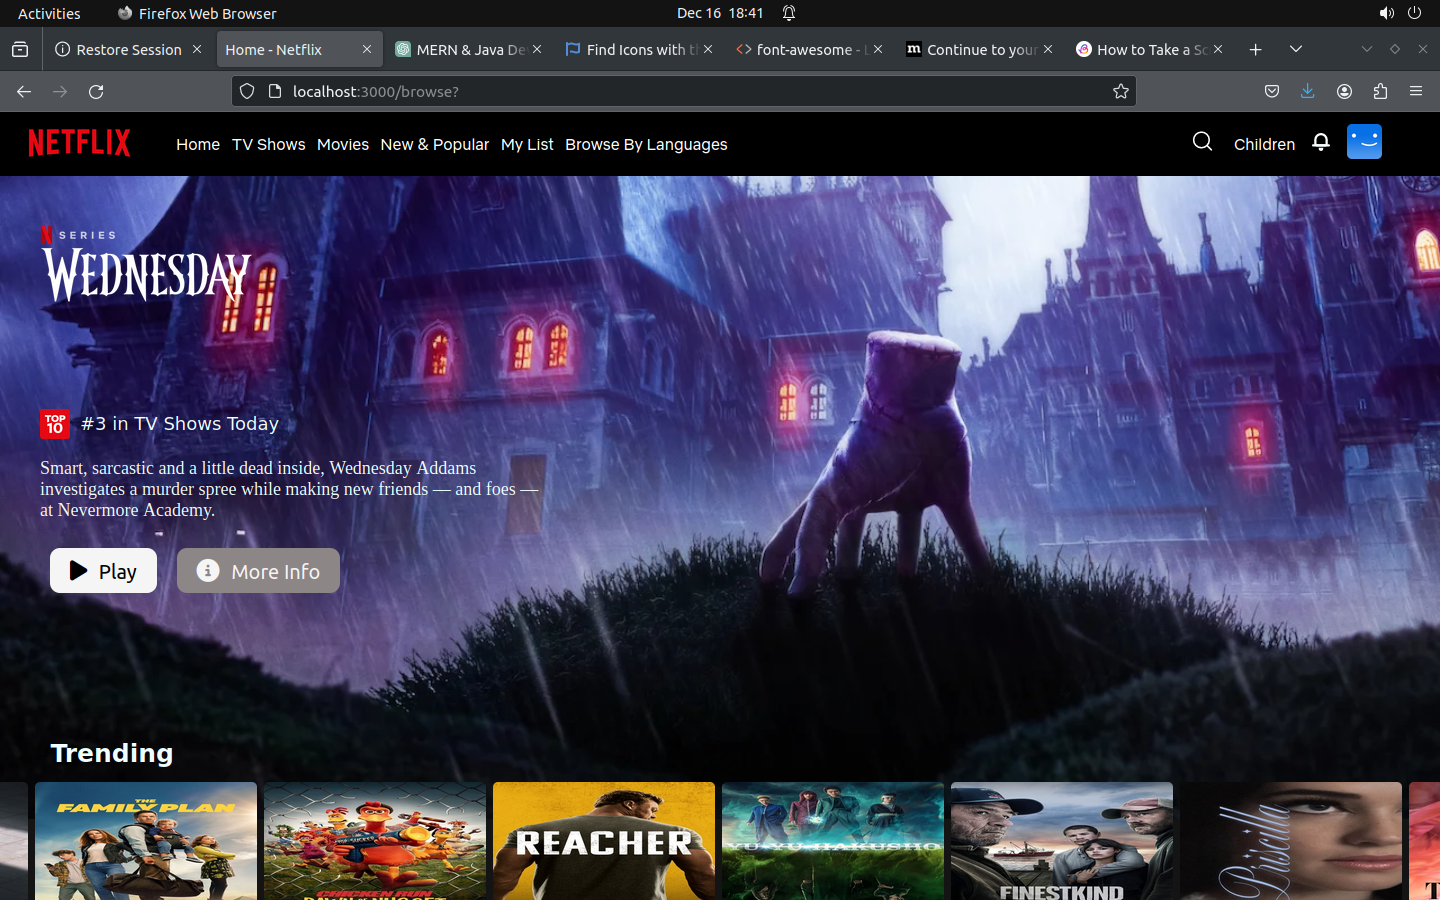 Activities Firefox Web Browser Dec 16 18:41
Restore Session Home - Netflix MERN & Java De Find Icons with t font-awesome - Continue to your How to Take a Sc
localhost:3000/browse?
NETFLIX Home TV Shows Movies New & Popular My List Browse By Languages Children
N SERIES
WEDNESDAY
TOP 10 #3 in TV Shows Today
Smart, sarcastic and a little dead inside, Wednesday Addams
investigates a murder spree while making new friends — and foes —
at Nevermore Academy.
Play More Info
Trending
THE FAMILY PLAN
CHICKEN RUN
DAWN OF THE NUGGET
REACHER
YU YU HAKUSHO
FINESTKIND
Priscilla